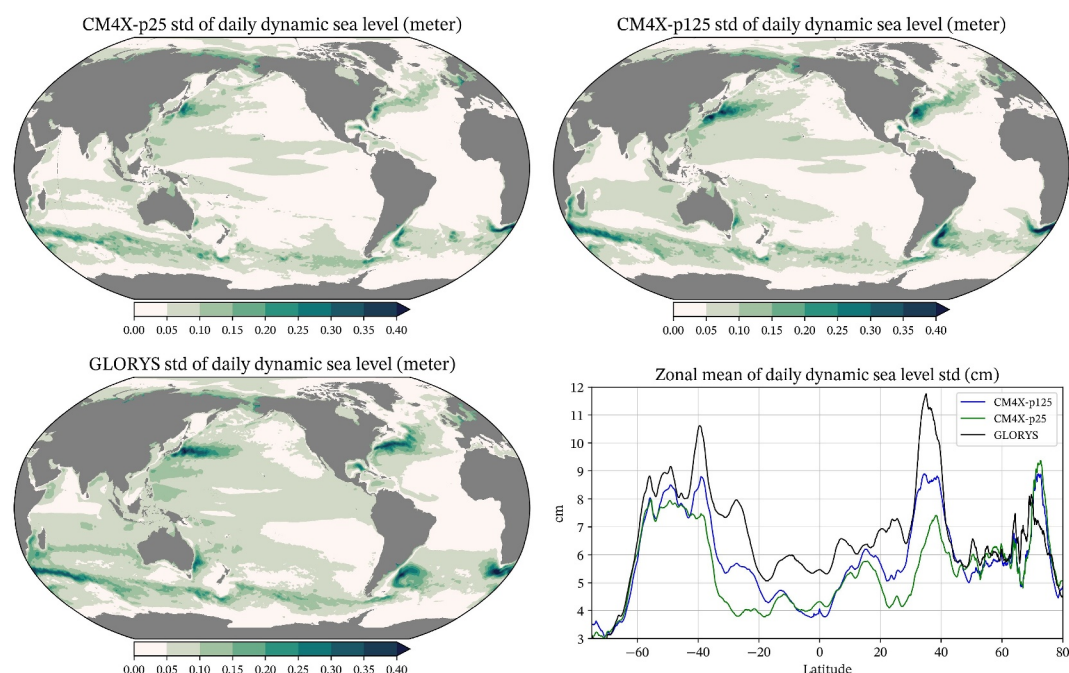 CM4X-p25 std of daily dynamic sea level (meter)
CM4X-p125 std of daily dynamic sea level (meter)
0.00 0.05 0.10 0.15 0.20 0.25 0.30 0.35 0.40
0.00 0.05 0.10 0.15 0.20 0.25 0.30 0.35 0.40
GLORYS std of daily dynamic sea level (meter)
0.00 0.05 0.10 0.15 0.20 0.25 0.30 0.35 0.40
Zonal mean of daily dynamic sea level std (cm)
CM4X-p125
CM4X-p25
GLORYS
12
11
10
9
8
7
6
5
4
3
cm
−60 −40 −20 0 20 40 60 80
Latitude